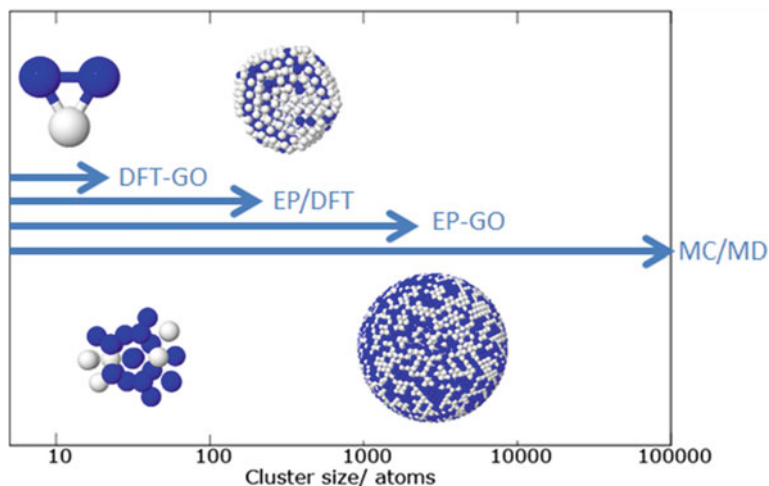 DFT-GO
EP/DFT
EP-GO
MC/MD
10 100 1000 10000 100000
Cluster size/ atoms